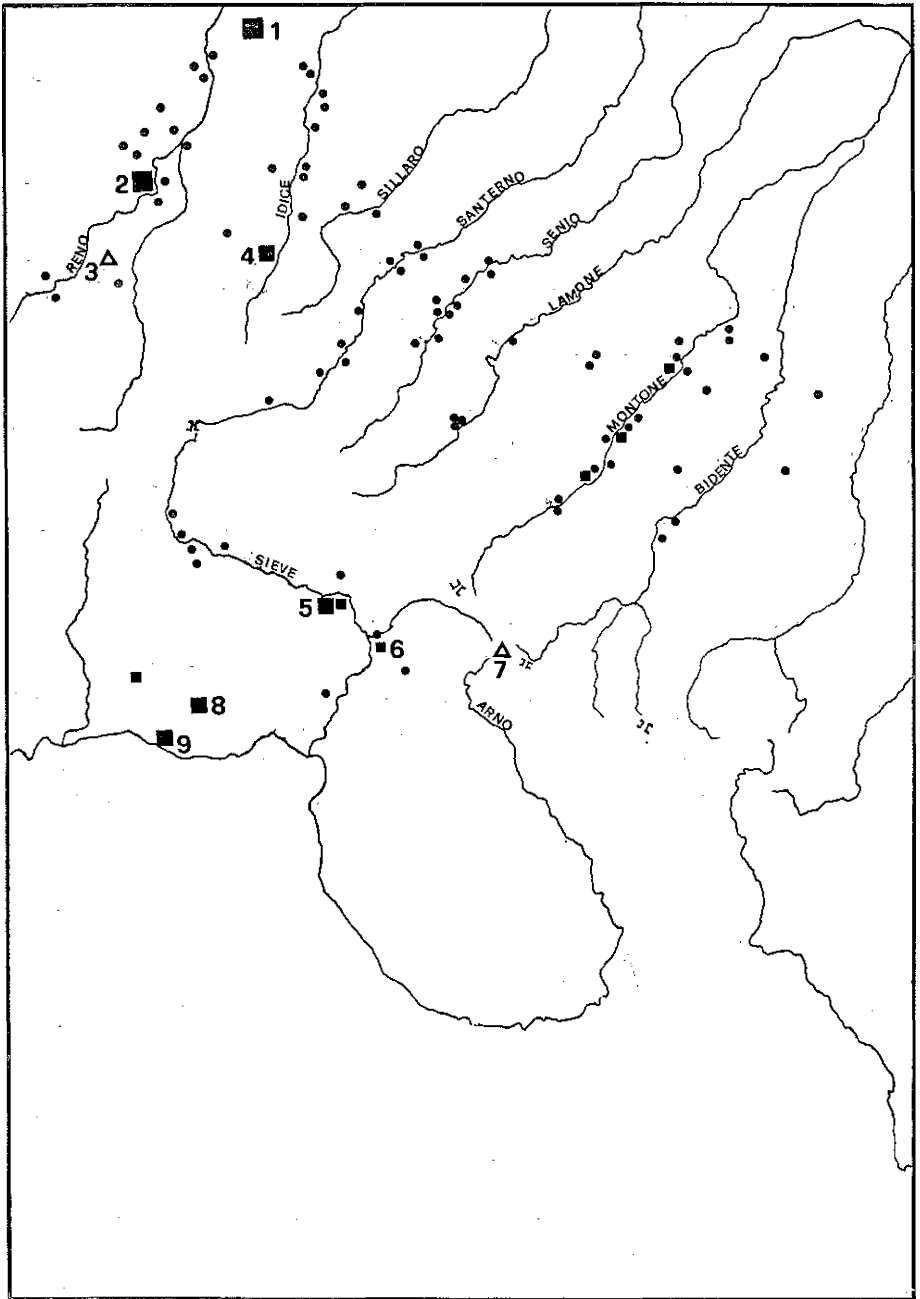 1
2
RENO
3
IDICE
4
SILLARO
SANTERNO
SENIO
LAMONE
MONTONE
BIDENTE
SIEVE
5
6
7
ARNO
8
9